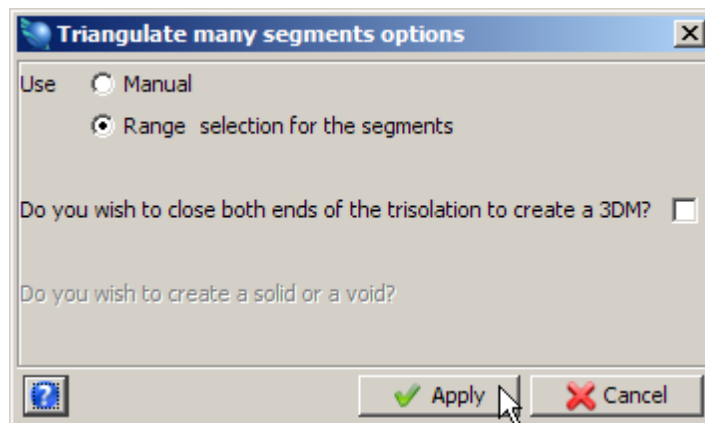 Triangulate many segments options
Use Manual
Range selection for the segments
Do you wish to close both ends of the trisolation to create a 3DM?
Do you wish to create a solid or a void?
? Apply Cancel